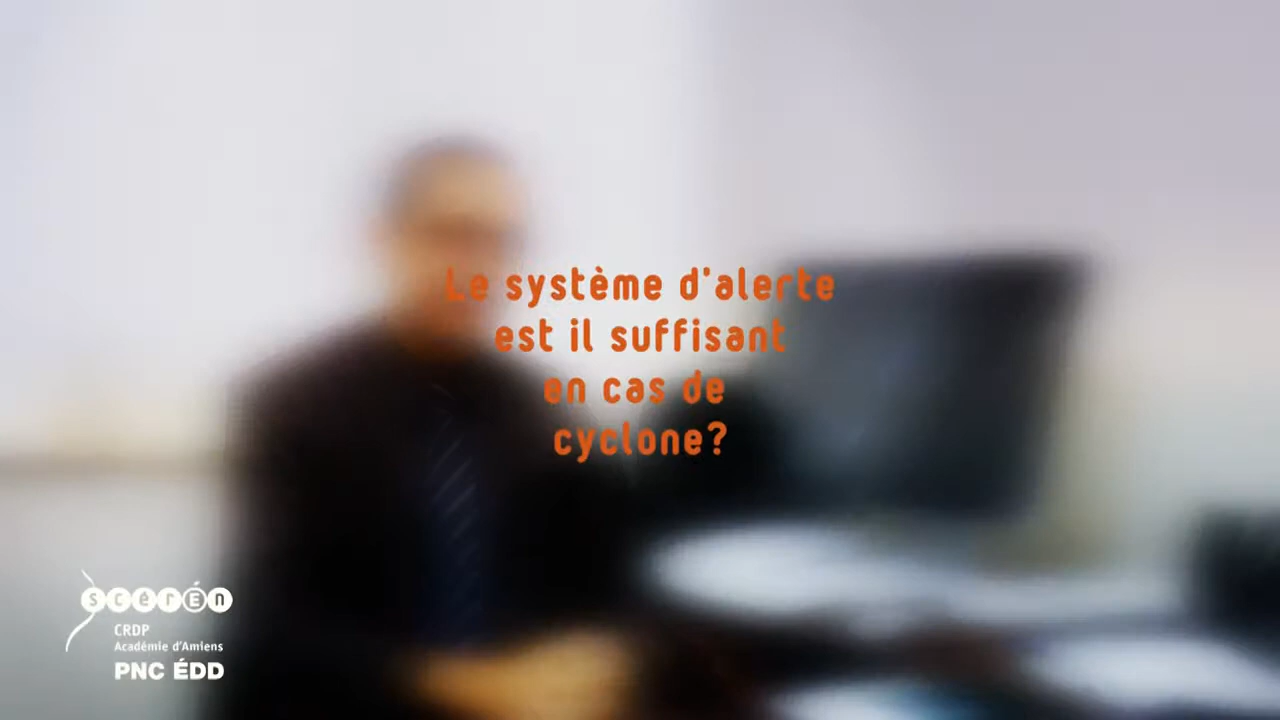 Le système d'alerte
est il suffisant
en cas de
cyclone?
scérÉn
CRDP
Académie d'Amiens
PNC ÉDD